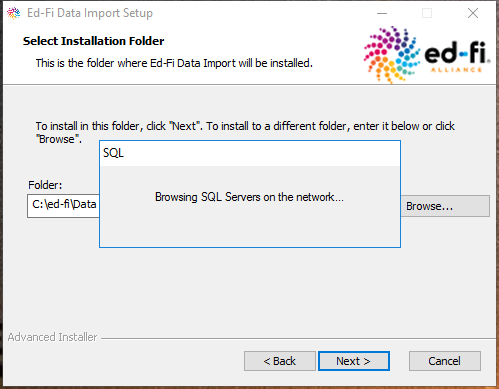 Ed-Fi Data Import Setup
Select Installation Folder
This is the folder where Ed-Fi Data Import will be installed.
ed-fi
ALLIANCE
To install in this folder, click "Next". To install to a different folder, enter it below or click
"Browse".
SQL
Browsing SQL Servers on the network...
Folder:
C:\ed-fi\Data
Browse...
Advanced Installer
< Back
Next >
Cancel